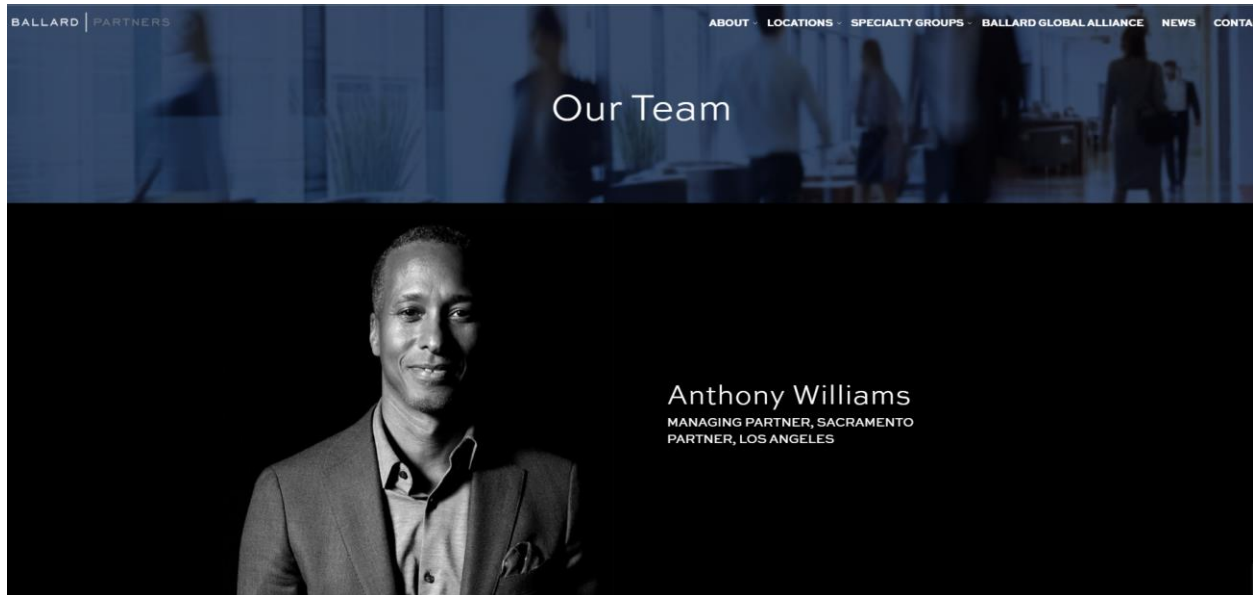 BALLARD | PARTNERS
ABOUT LOCATIONS SPECIALTY GROUPS BALLARD GLOBAL ALLIANCE NEWS CONTA
Our Team
Anthony Williams
MANAGING PARTNER, SACRAMENTO
PARTNER, LOS ANGELES